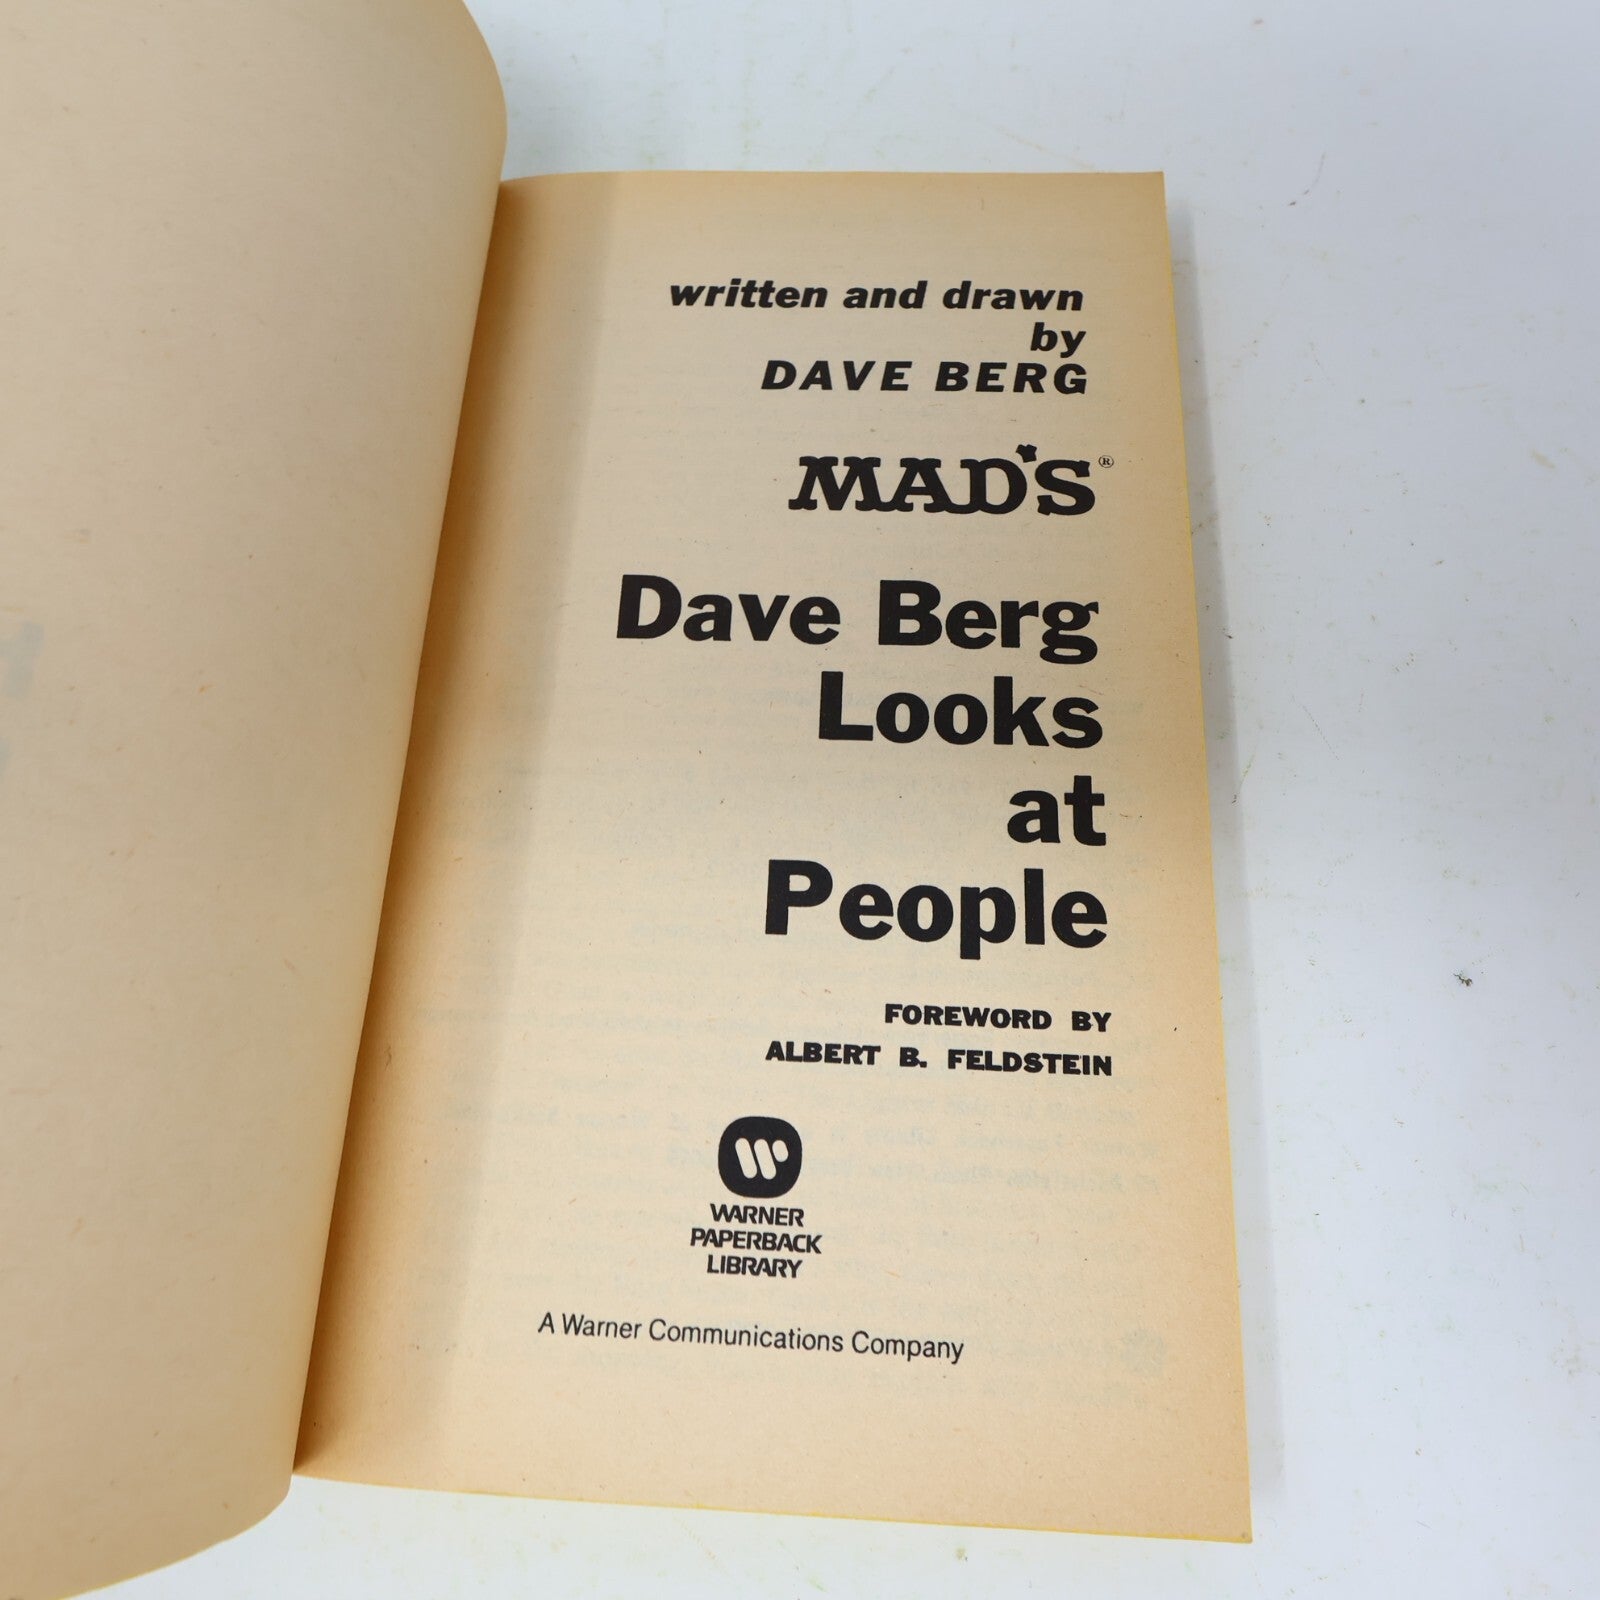 written and drawn
by
DAVE BERG
MAD'S®
Dave Berg
Looks
at
People
FOREWORD BY
ALBERT B. FELDSTEIN
WARNER
PAPERBACK
LIBRARY
A Warner Communications Company